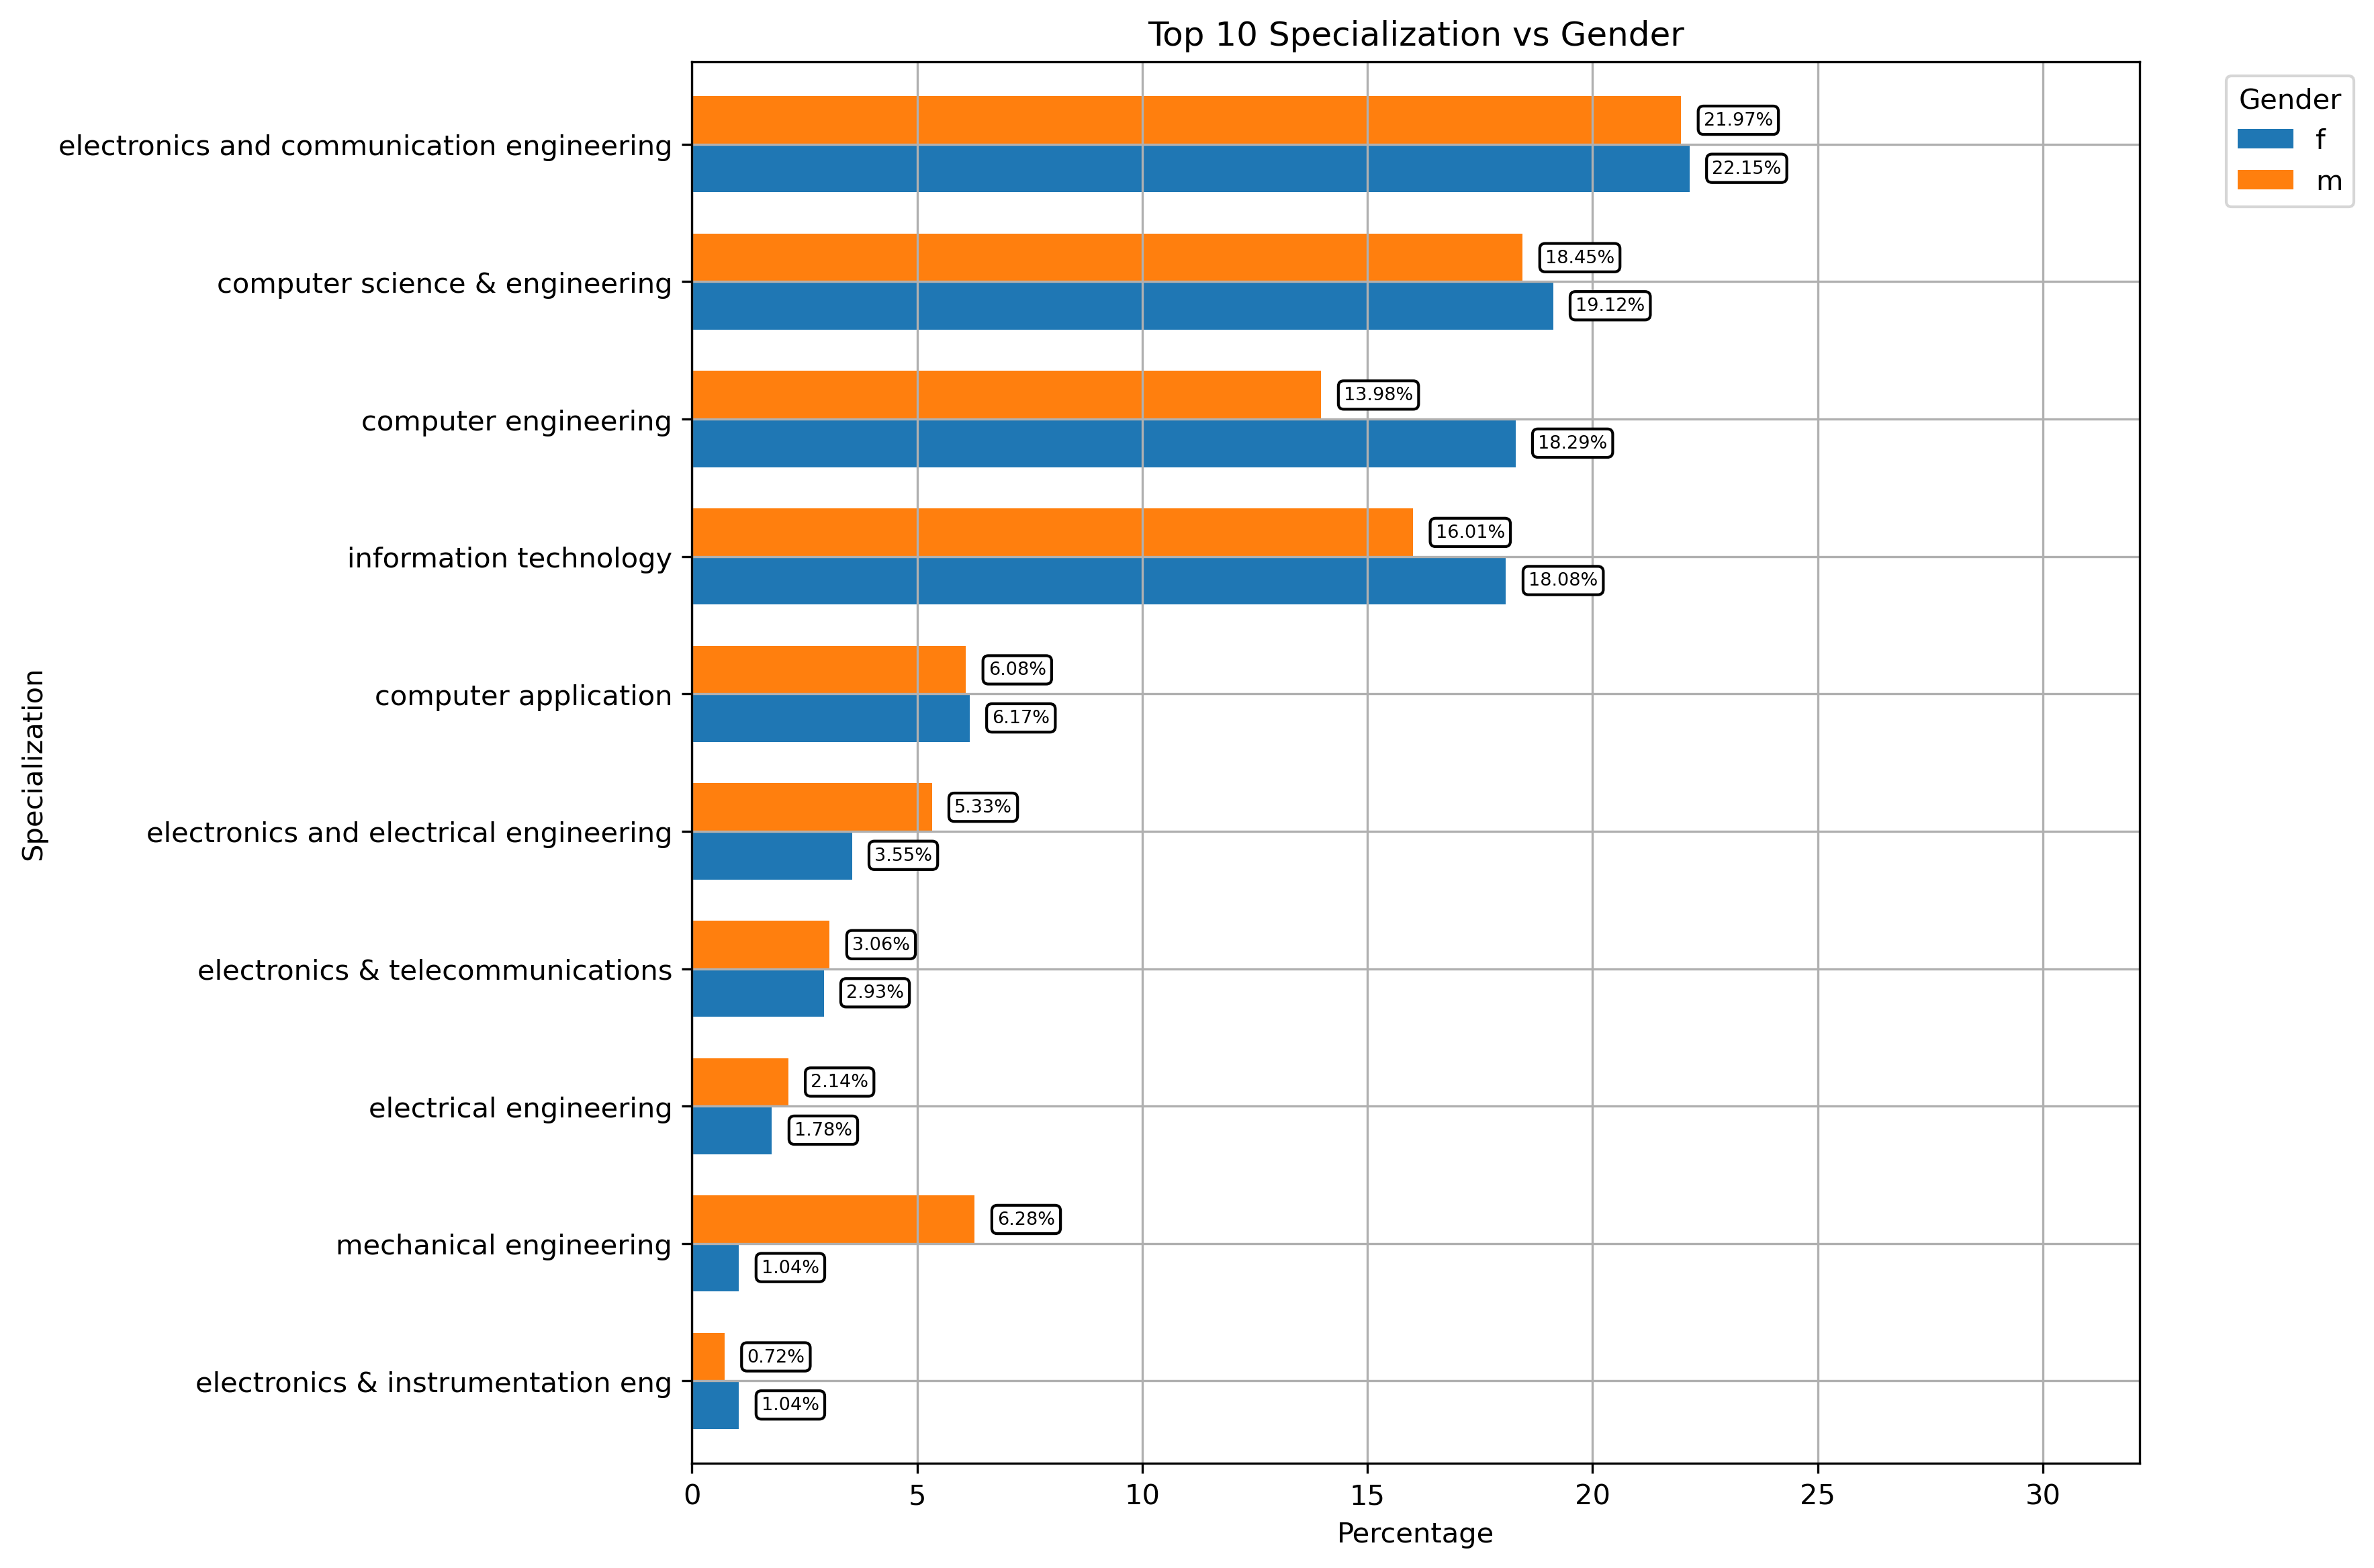 Top 10 Specialization vs Gender
Gender
f
m
Specialization
electronics and communication engineering
21.97%
22.15%
computer science & engineering
18.45%
19.12%
computer engineering
13.98%
18.29%
information technology
16.01%
18.08%
computer application
6.08%
6.17%
electronics and electrical engineering
5.33%
3.55%
electronics & telecommunications
3.06%
2.93%
electrical engineering
2.14%
1.78%
mechanical engineering
6.28%
1.04%
electronics & instrumentation eng
0.72%
1.04%
0 5 10 15 20 25 30
Percentage